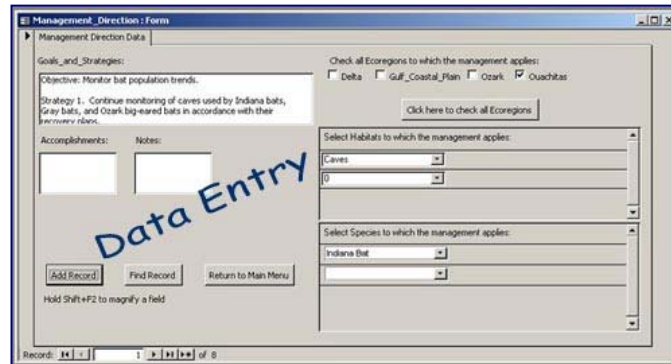 Management_Direction : Form
Management Direction Data
Goals_and_Strategies:
Objective: Monitor bat population trends.
Strategy 1. Continue monitoring of caves used by Indiana bats,
Gray bats, and Ozark big-eared bats in accordance with their
recovery plans.
Check all Ecoregions to which the management applies:
Delta Gulf_Coastal_Plain Ozark Ouachitas
Click here to check all Ecoregions
Accomplishments: Notes:
Select Habitats to which the management applies:
Caves
0
Data Entry
Select Species to which the management applies:
Indiana Bat
Add Record Find Record Return to Main Menu
Hold Shift+F2 to magnify a field
Record: 1 of 8